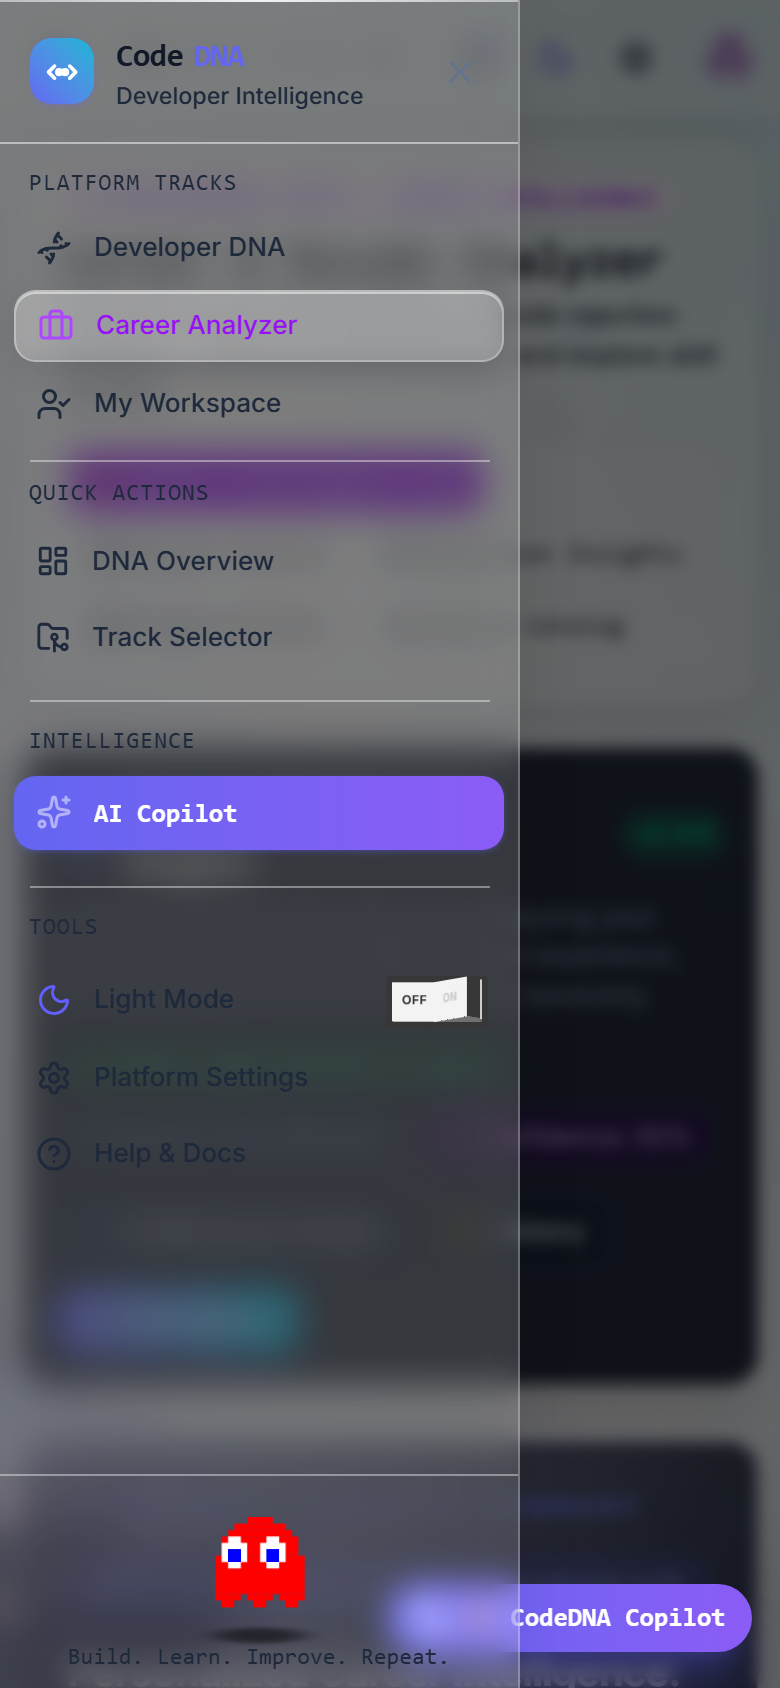 Code DNA
Developer Intelligence
PLATFORM TRACKS
Developer DNA
Career Analyzer
My Workspace
QUICK ACTIONS
DNA Overview
Track Selector
INTELLIGENCE
AI Copilot
TOOLS
Light Mode
OFF ON
Platform Settings
Help & Docs
CodeDNA Copilot
Build. Learn. Improve. Repeat.